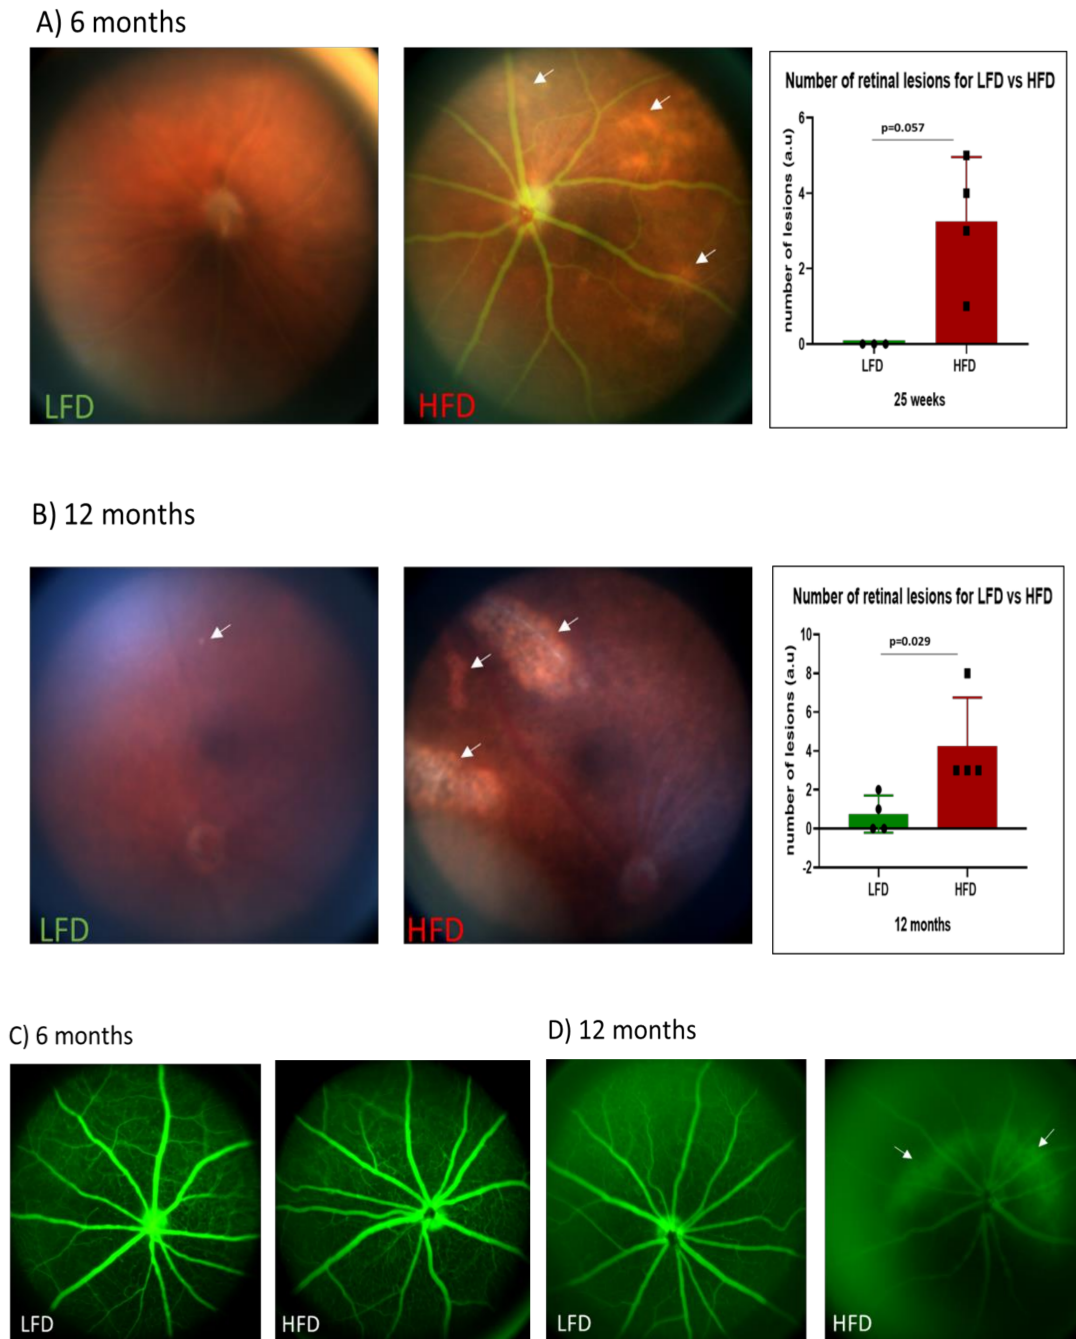 A) 6 months
LFD
HFD
Number of retinal lesions for LFD vs HFD
number of lesions (a.u)
6
4
2
0
p=0.057
LFD
HFD
25 weeks
B) 12 months
LFD
HFD
Number of retinal lesions for LFD vs HFD
number of lesions (a.u)
10
8
6
4
2
0
-2
p=0.029
LFD
HFD
12 months
C) 6 months
LFD
HFD
D) 12 months
LFD
HFD